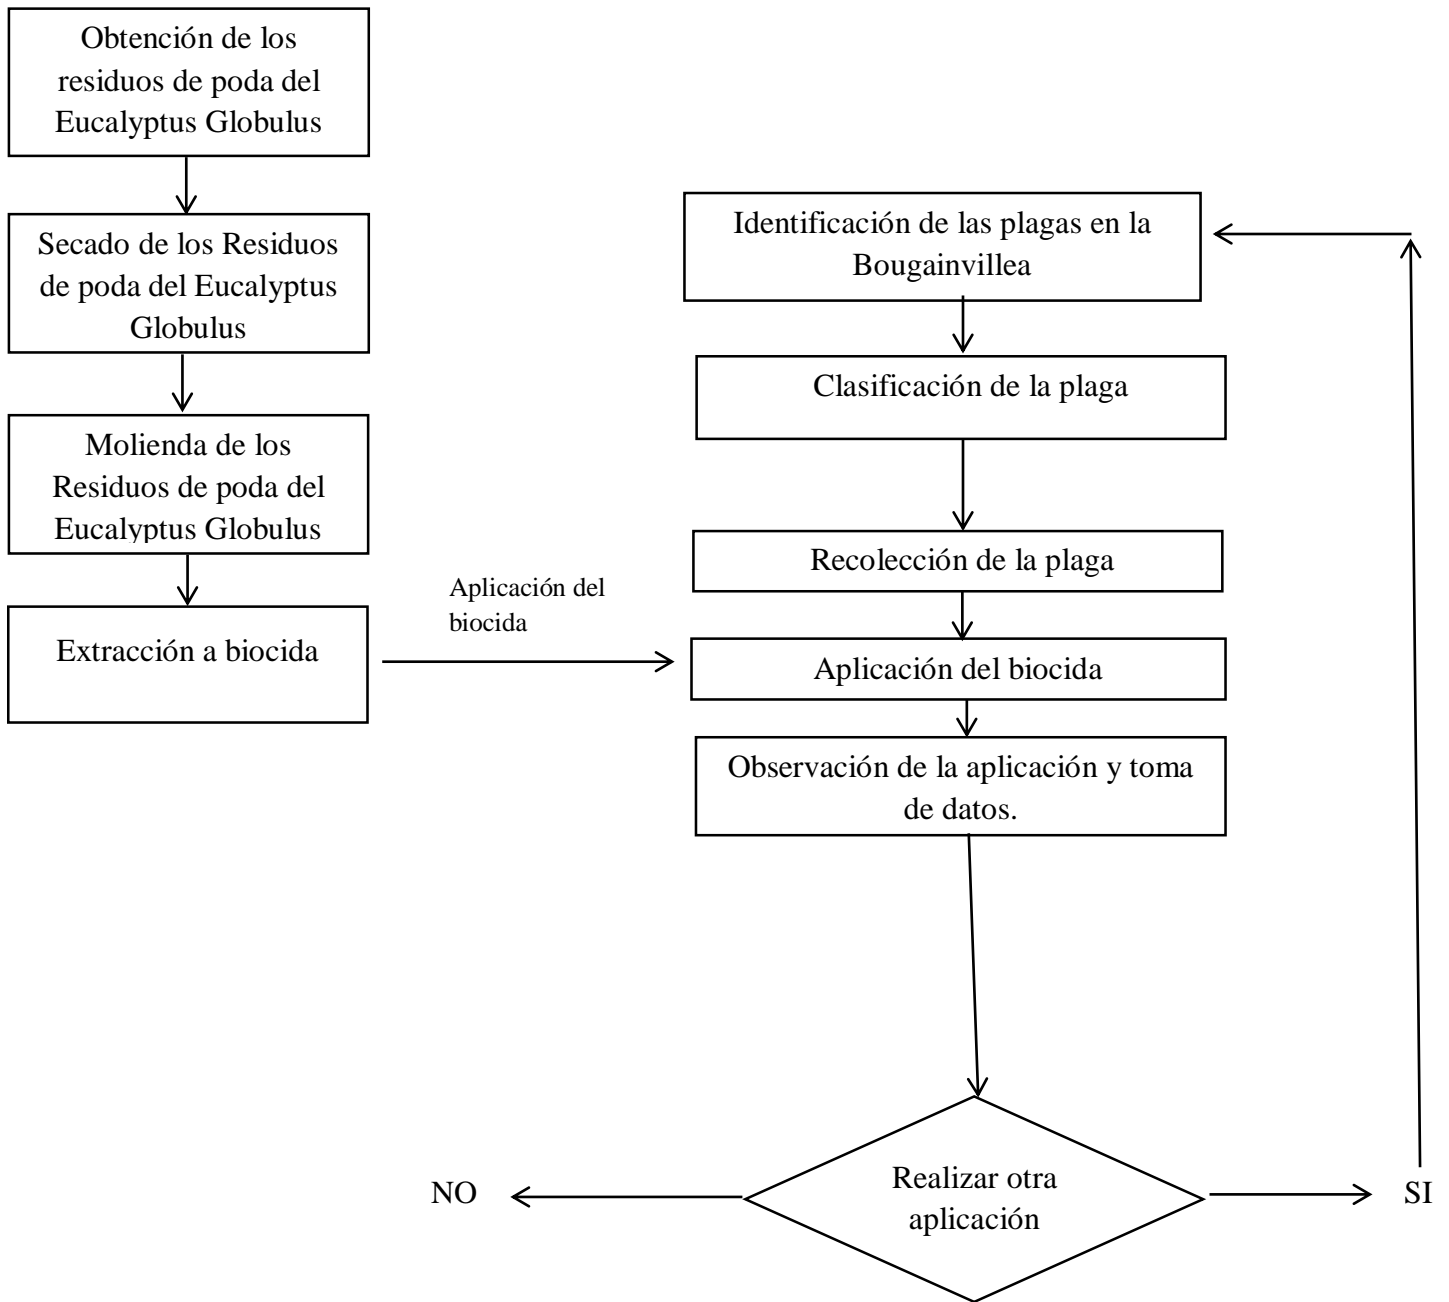 Obtención de los
residuos de poda del
Eucalyptus Globulus
Secado de los Residuos
de poda del Eucalyptus
Globulus
Molienda de los
Residuos de poda del
Eucalyptus Globulus
Extracción a biocida
Aplicación del
biocida
Identificación de las plagas en la
Bougainvillea
Clasificación de la plaga
Recolección de la plaga
Aplicación del biocida
Observación de la aplicación y toma
de datos.
Realizar otra
aplicación
NO
SI